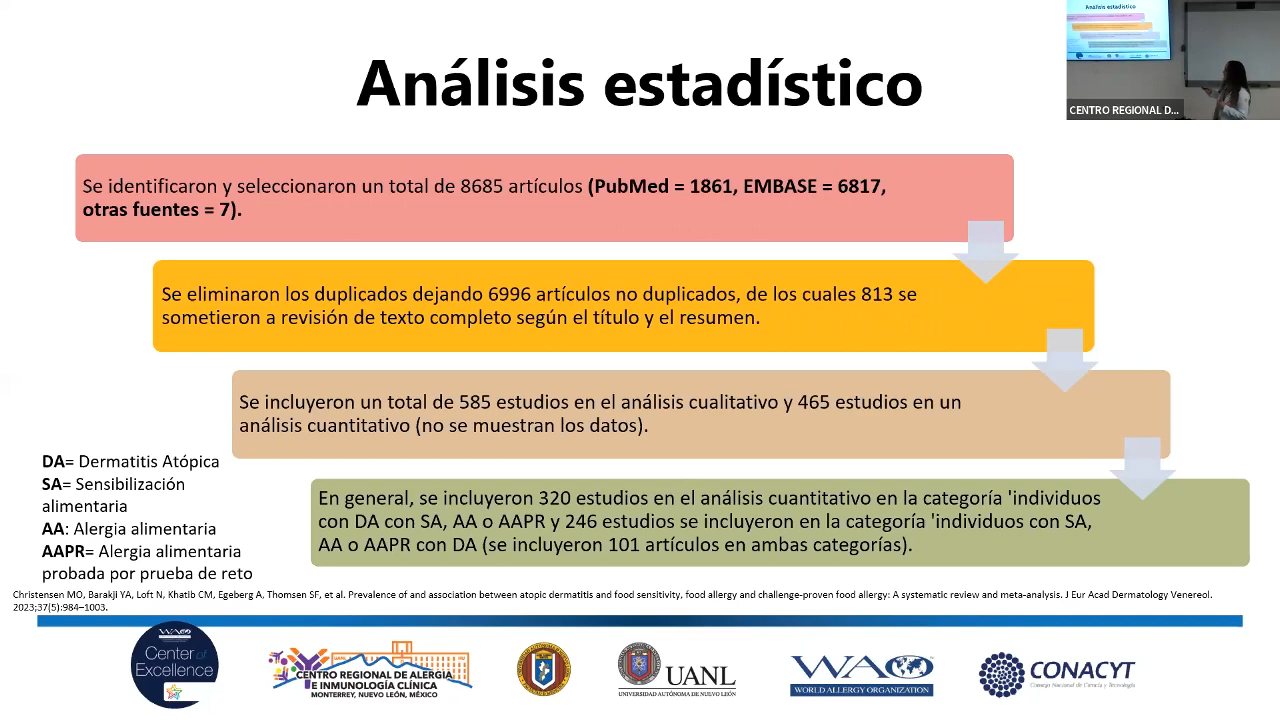 Análisis estadístico
Análisis estadístico
CENTRO REGIONAL D...
Se identificaron y seleccionaron un total de 8685 artículos (PubMed = 1861, EMBASE = 6817,
otras fuentes = 7).
Se eliminaron los duplicados dejando 6996 artículos no duplicados, de los cuales 813 se
sometieron a revisión de texto completo según el título y el resumen.
Se incluyeron un total de 585 estudios en el análisis cualitativo y 465 estudios en un
análisis cuantitativo (no se muestran los datos).
En general, se incluyeron 320 estudios en el análisis cuantitativo en la categoría 'individuos
con DA con SA, AA o AAPR y 246 estudios se incluyeron en la categoría 'individuos con SA,
AA o AAPR con DA (se incluyeron 101 artículos en ambas categorías).
DA= Dermatitis Atópica
SA= Sensibilización
alimentaria
AA: Alergia alimentaria
AAPR= Alergia alimentaria
probada por prueba de reto
Christensen MO, Barakji YA, Loft N, Khatib CM, Egeberg A, Thomsen SF, et al. Prevalence of and association between atopic dermatitis and food sensitivity, food allergy and challenge-proven food allergy: A systematic review and meta-analysis. J Eur Acad Dermatology Venereol.
2023;37(5):984–1003.
WAO
Center of
Excellence
CENTRO REGIONAL DE ALERGIA
E INMUNOLOGÍA CLÍNICA
MONTERREY, NUEVO LEÓN, MÉXICO
UANL
UNIVERSIDAD AUTÓNOMA DE NUEVO LEÓN
WAO
WORLD ALLERGY ORGANIZATION
CONACYT
Consejo Nacional de Ciencia y Tecnología